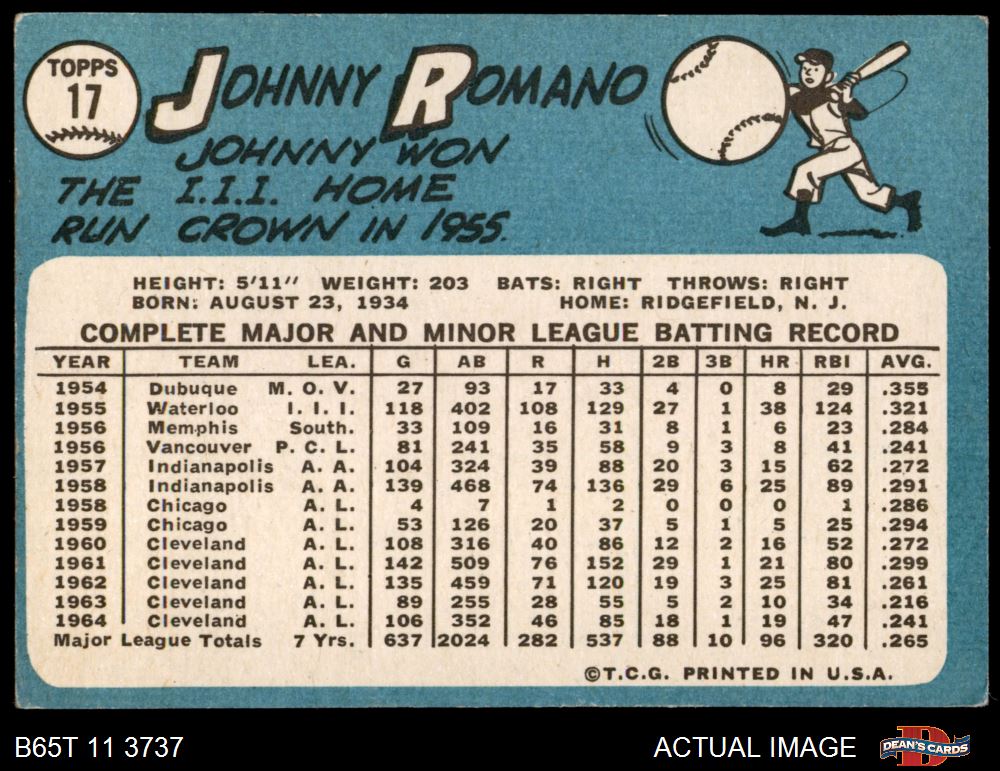 TOPPS
17
JOHNNY ROMANO
JOHNNY WON
THE I.I.I. HOME
RUN CROWN IN 1955.
HEIGHT: 5'11" WEIGHT: 203 BATS: RIGHT THROWS: RIGHT
BORN: AUGUST 23, 1934 HOME: RIDGEFIELD, N. J.
COMPLETE MAJOR AND MINOR LEAGUE BATTING RECORD
YEAR TEAM LEA. G AB R H 2B 3B HR RBI AVG.
1954 Dubuque M. O. V. 27 93 17 33 4 0 8 29 .355
1955 Waterloo I. I. I. 118 402 108 129 27 1 38 124 .321
1956 Memphis South. 33 109 16 31 8 1 6 23 .284
1956 Vancouver P. C. L. 81 241 35 58 9 3 8 41 .241
1957 Indianapolis A. A. 104 324 39 88 20 3 15 62 .272
1958 Indianapolis A. A. 139 468 74 136 29 6 25 89 .291
1958 Chicago A. L. 4 7 1 2 0 0 0 1 .286
1959 Chicago A. L. 53 126 20 37 5 1 5 25 .294
1960 Cleveland A. L. 108 316 40 86 12 2 16 52 .272
1961 Cleveland A. L. 142 509 76 152 29 1 21 80 .299
1962 Cleveland A. L. 135 459 71 120 19 3 25 81 .261
1963 Cleveland A. L. 89 255 28 55 5 2 10 34 .216
1964 Cleveland A. L. 106 352 46 85 18 1 19 47 .241
Major League Totals 7 Yrs. 637 2024 282 537 88 10 96 320 .265
©T.C.G. PRINTED IN U.S.A.
B65T 11 3737 ACTUAL IMAGE D DEAN'S CARDS